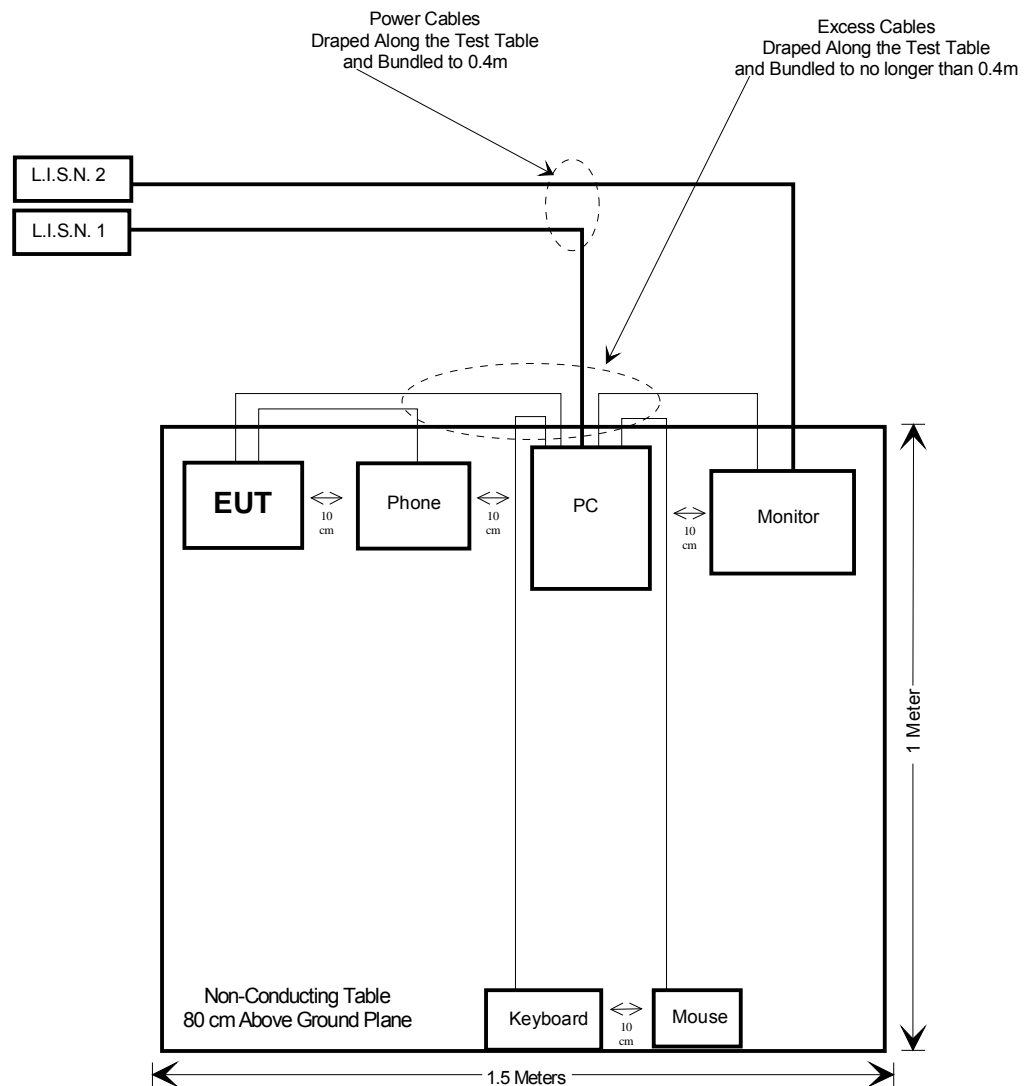 Power Cables
Draped Along the Test Table
and Bundled to 0.4m
Excess Cables
Draped Along the Test Table
and Bundled to no longer than 0.4m
L.I.S.N. 2
L.I.S.N. 1
EUT
10
cm
Phone
10
cm
PC
10
cm
Monitor
1 Meter
Non-Conducting Table
80 cm Above Ground Plane
Keyboard
10
cm
Mouse
1.5 Meters